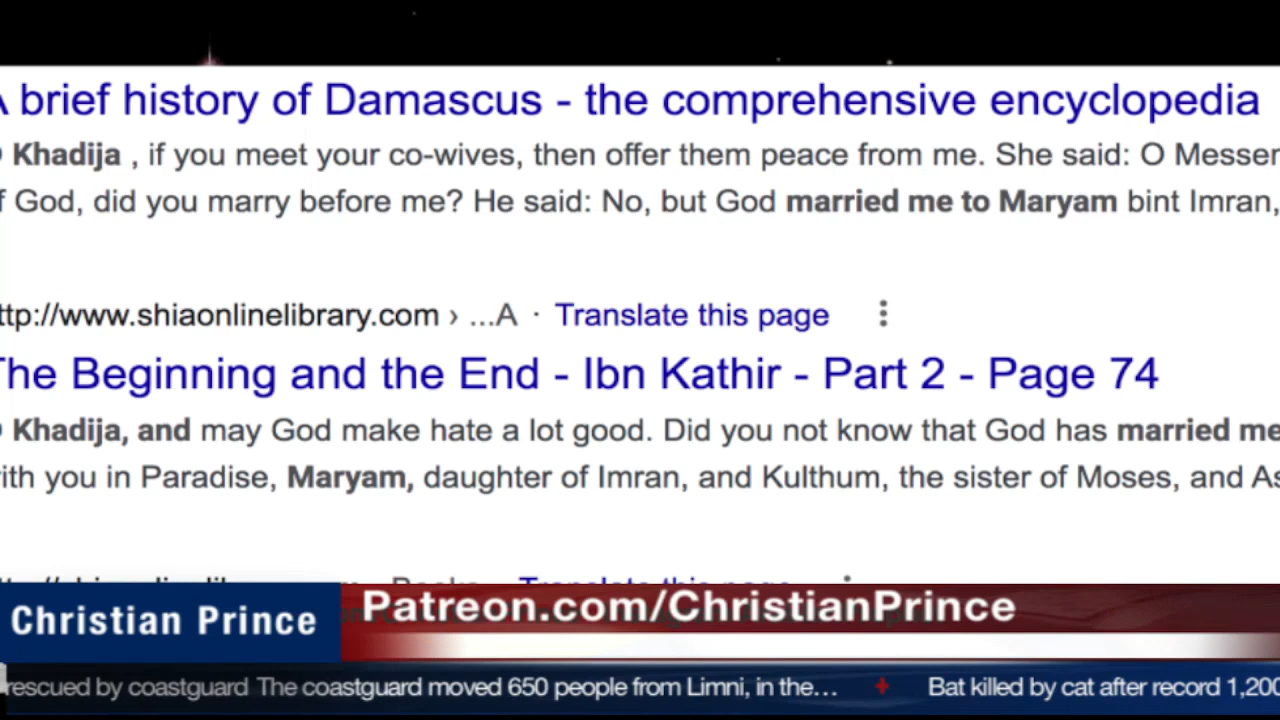 A brief history of Damascus - the comprehensive encyclopedia
Khadija , if you meet your co-wives, then offer them peace from me. She said: O Messen
f God, did you marry before me? He said: No, but God married me to Maryam bint Imran,
ttp://www.shiaonlinelibrary.com › ...A · Translate this page
The Beginning and the End - Ibn Kathir - Part 2 - Page 74
Khadija, and may God make hate a lot good. Did you not know that God has married me
ith you in Paradise, Maryam, daughter of Imran, and Kulthum, the sister of Moses, and As
Translate this page
Christian Prince
Patreon.com/ChristianPrince
rescued by coastguard The coastguard moved 650 people from Limni, in the... Bat killed by cat after record 1,200